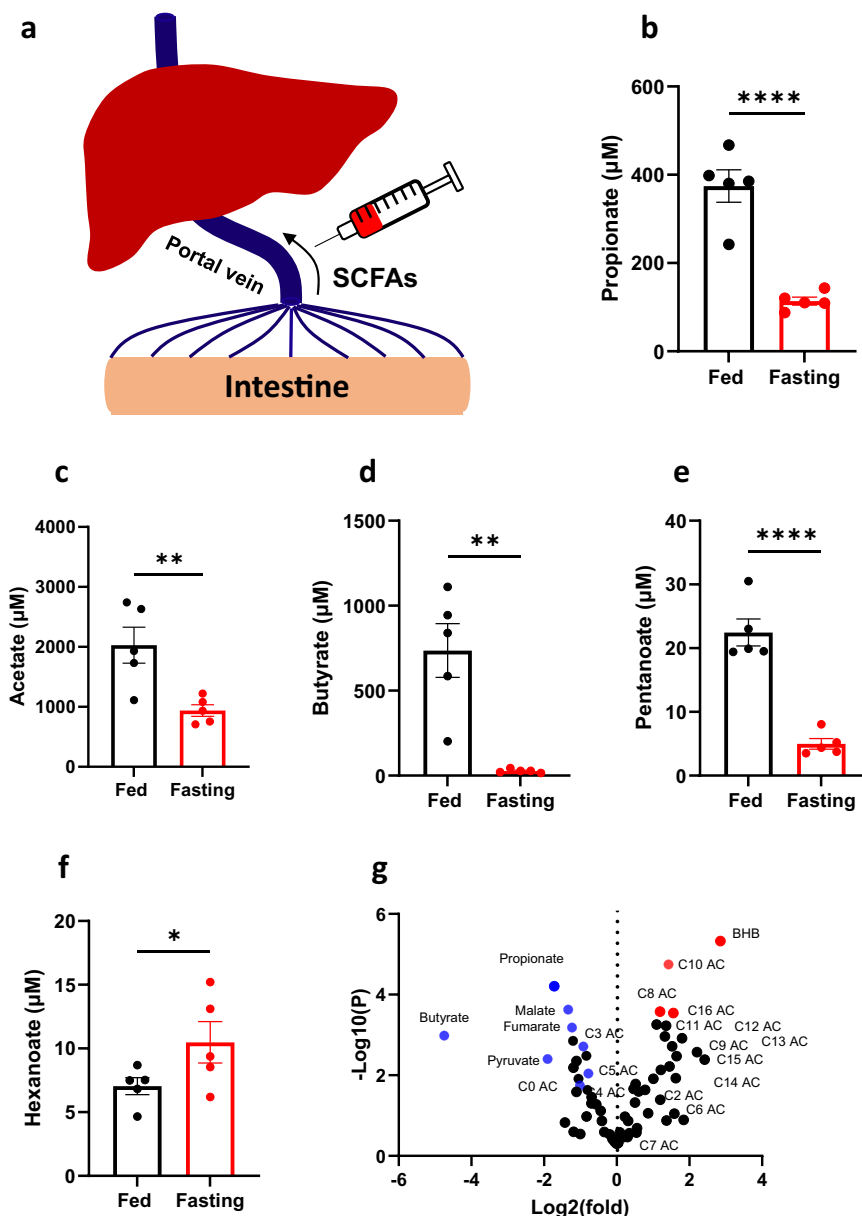 a
Portal vein
SCFAs
Intestine
b
Propionate (µM)
600
400
200
0
****
Fed
Fasting
c
Acetate (µM)
4000
3000
2000
1000
0
**
Fed
Fasting
d
Butyrate (µM)
1500
1000
500
0
**
Fed
Fasting
e
Pentanoate (µM)
40
30
20
10
0
****
Fed
Fasting
f
Hexanoate (µM)
20
15
10
5
0
*
Fed
Fasting
g
-Log10(P)
6
4
2
0
BHB
Propionate
C10 AC
C8 AC
Malate
C16 AC
Butyrate
Fumarate
C11 AC
C12 AC
C3 AC
C9 AC
C13 AC
Pyruvate
C15 AC
C5 AC
C0 AC
C14 AC
C4 AC
C2 AC
C6 AC
C7 AC
-6
-4
-2
0
2
4
Log2(fold)